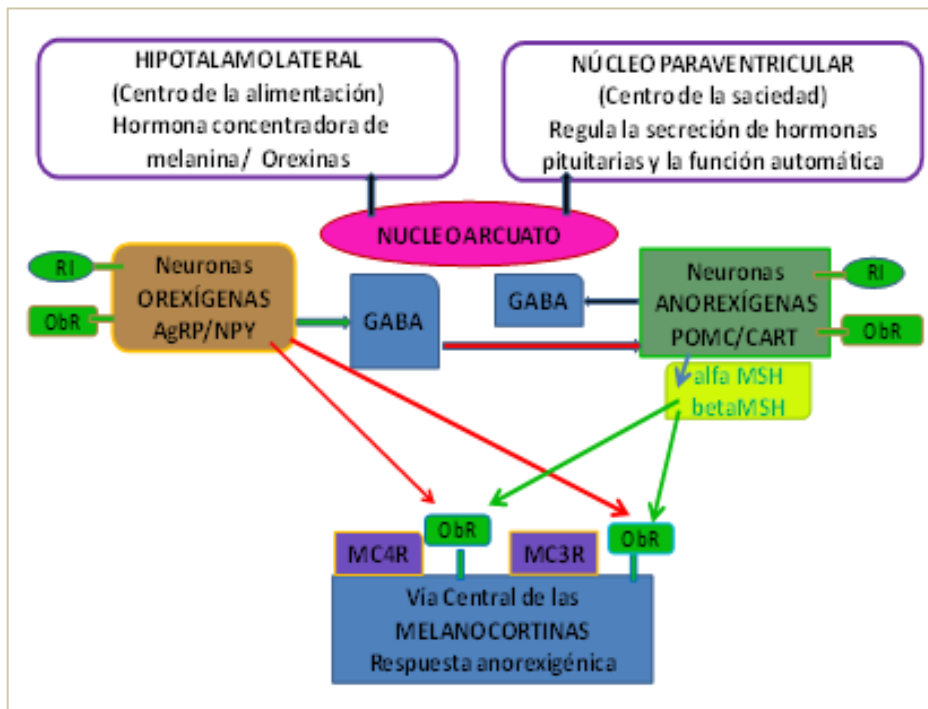 HIPOTALAMO LATERAL
(Centro de la alimentación)
Hormona concentradora de
melanina/ Orexinas
NÚCLEO PARAVENTRICULAR
(Centro de la saciedad)
Regula la secreción de hormonas
pituitarias y la función automática
NUCLEO ARCUATO
RI
ObR
Neuronas
OREXÍGENAS
AgRP/NPY
GABA
GABA
Neuronas
ANOREXÍGENAS
POMC/CART
RI
ObR
alfa MSH
betaMSH
ObR
ObR
MC4R
MC3R
Vía Central de las
MELANOCORTINAS
Respuesta anorexigénica